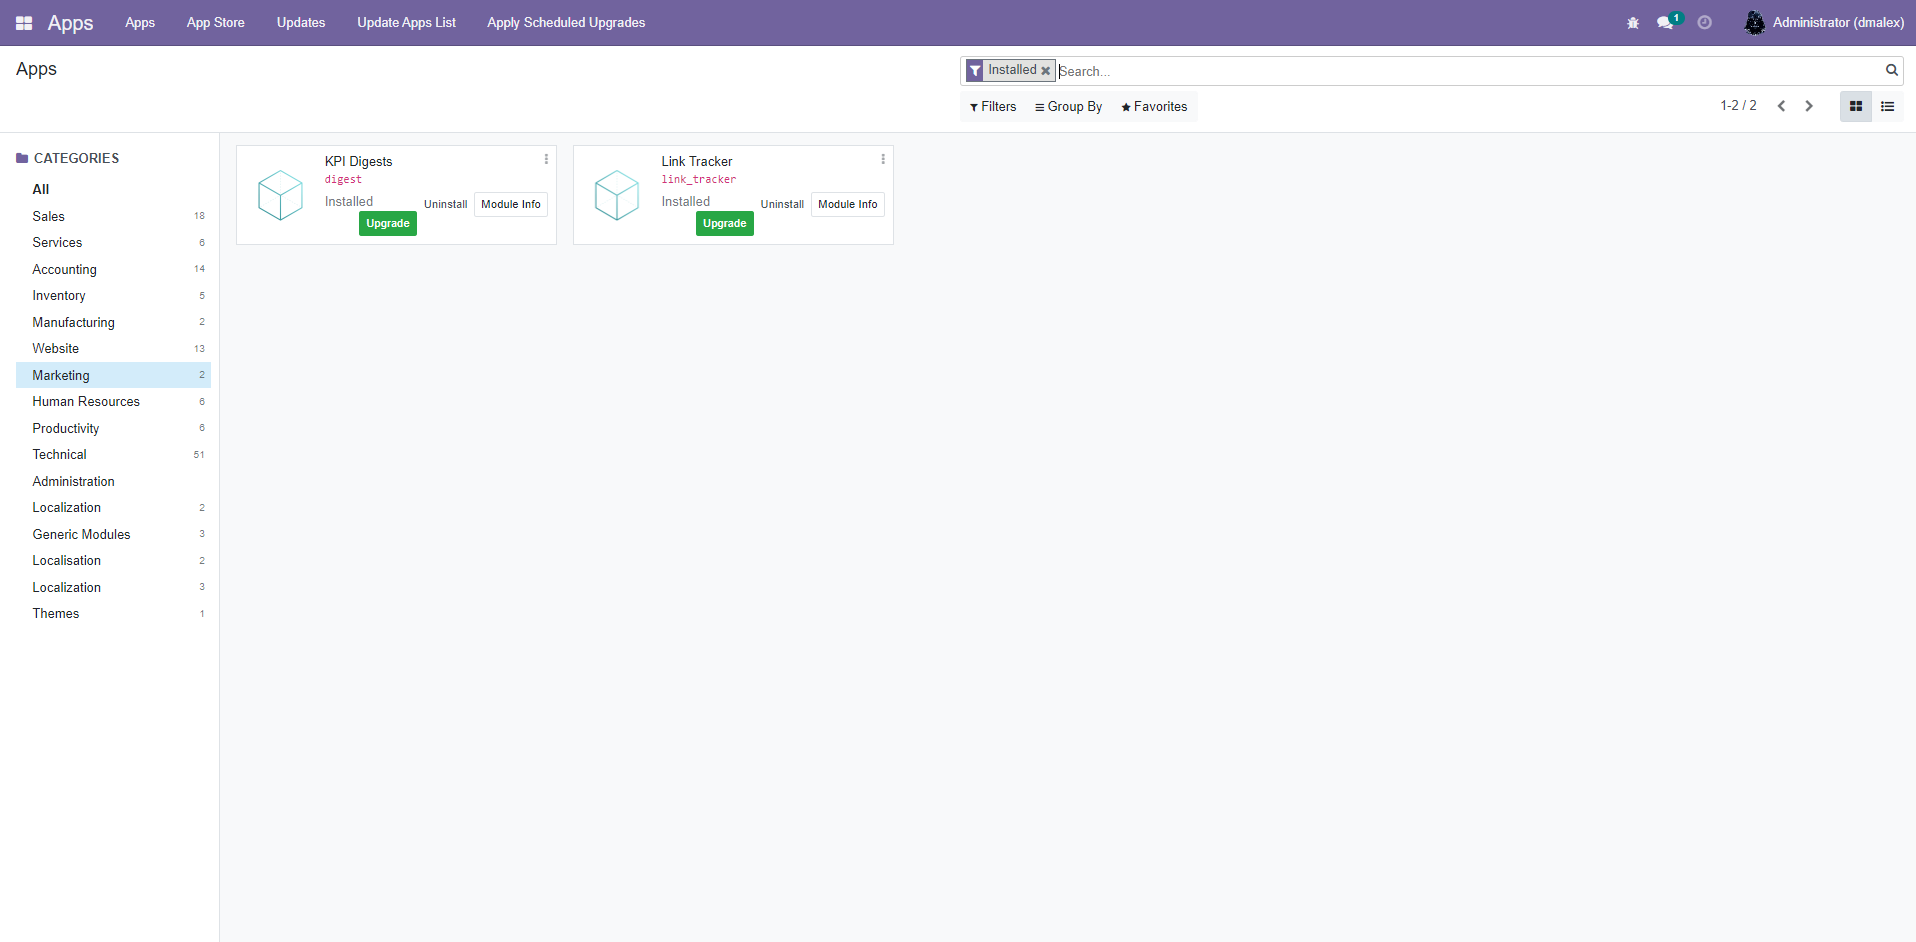 Apps Apps App Store Updates Update Apps List Apply Scheduled Upgrades 1 Administrator (dmalex)
Apps
Installed Search...
Filters Group By Favorites 1-2 / 2
CATEGORIES
All
Sales 18
Services 6
Accounting 14
Inventory 5
Manufacturing 2
Website 13
Marketing 2
Human Resources 6
Productivity 6
Technical 51
Administration
Localization 2
Generic Modules 3
Localisation 2
Localization 3
Themes 1
KPI Digests
digest
Installed Uninstall Module Info
Upgrade
Link Tracker
link_tracker
Installed Uninstall Module Info
Upgrade